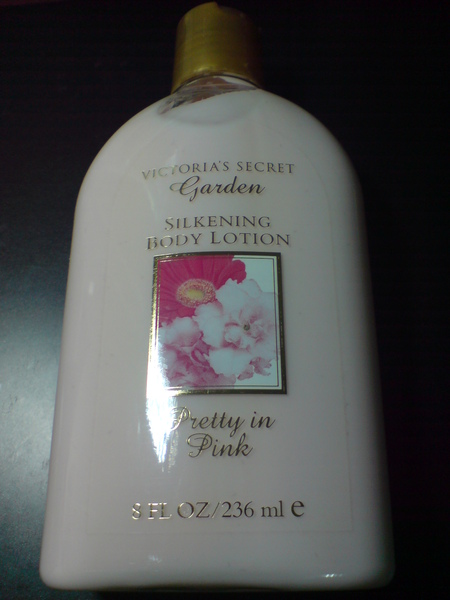 VICTORIA'S SECRET
Garden
SILKENING
BODY LOTION
Pretty in
Pink
8 FL OZ/236 ml e